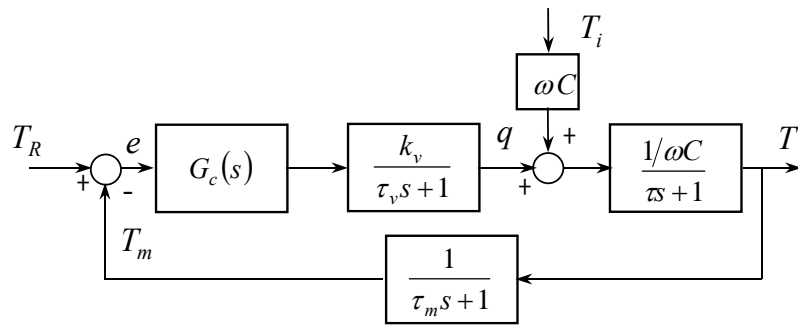 T_i
ωC
T_R
+
-
e
G_c(s)
k_v
τ_v s + 1
q
+
+
1/ωC
τs + 1
T
T_m
1
τ_m s + 1